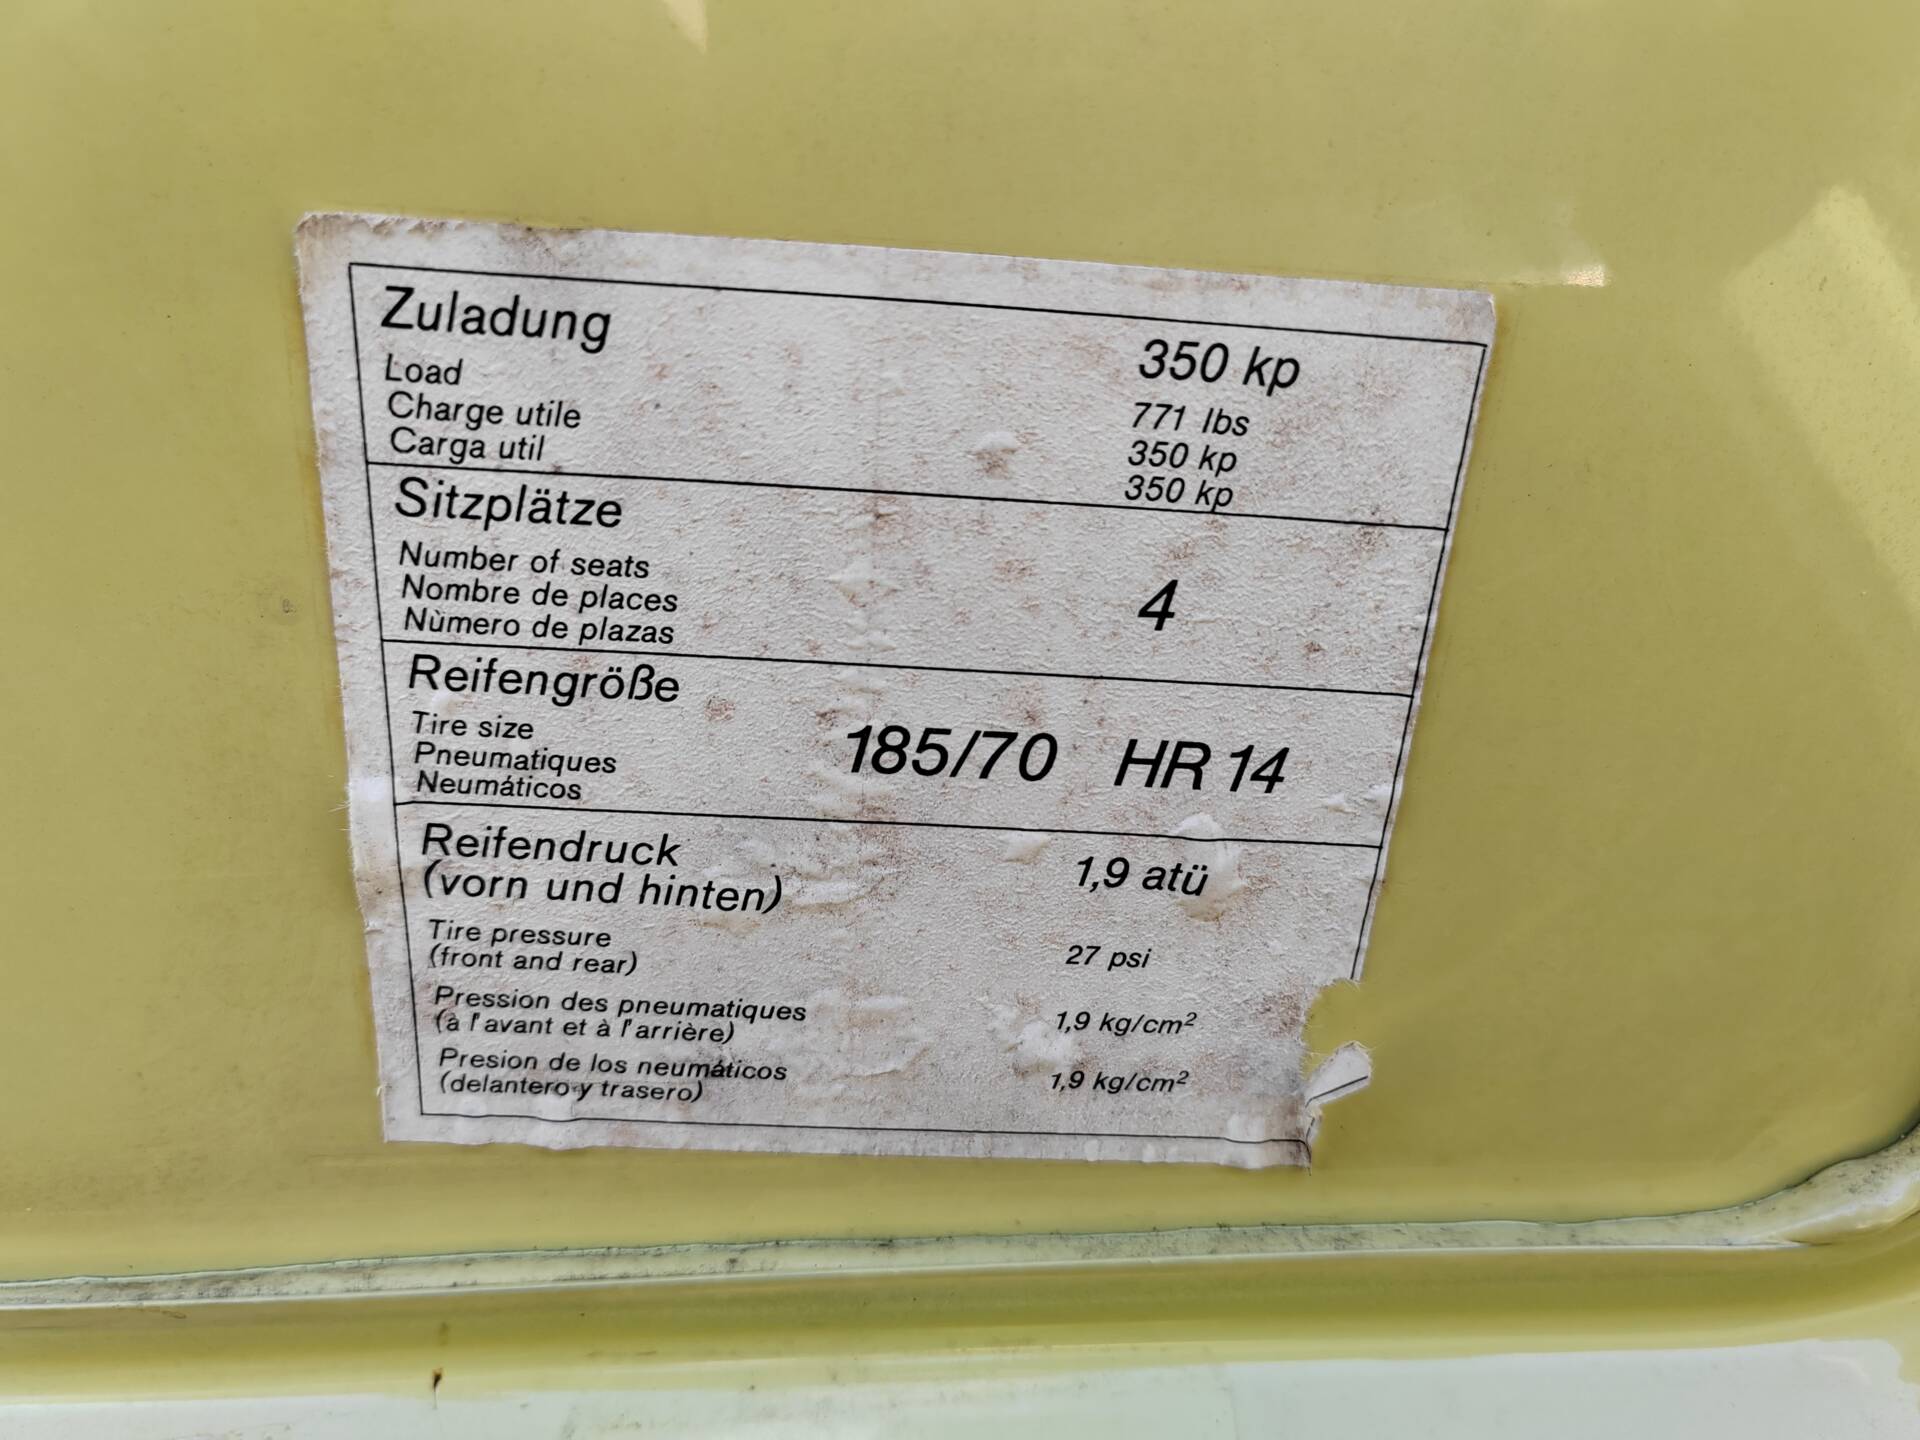 Zuladung 350 kp
Load 771 lbs
Charge utile 350 kp
Carga util 350 kp
Sitzplätze
Number of seats
Nombre de places 4
Nùmero de plazas
Reifengröße
Tire size 185/70 HR 14
Pneumatiques
Neumáticos
Reifendruck 1,9 atü
(vorn und hinten)
Tire pressure 27 psi
(front and rear)
Pression des pneumatiques 1,9 kg/cm²
(à l'avant et à l'arrière)
Presion de los neumáticos 1,9 kg/cm²
(delantero y trasero)